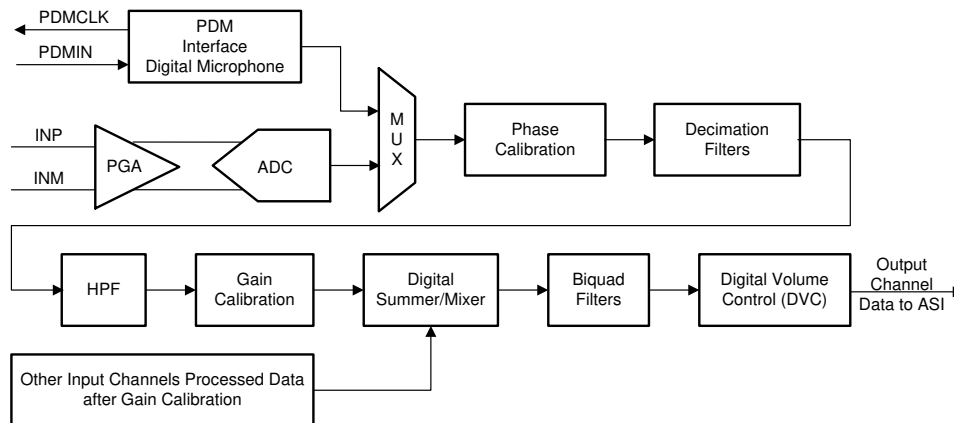 PDMCLK
PDMIN
PDM
Interface
Digital Microphone
INP
INM
PGA
ADC
M
U
X
Phase
Calibration
Decimation
Filters
HPF
Gain
Calibration
Digital
Summer/Mixer
Biquad
Filters
Digital Volume
Control (DVC)
Output
Channel
Data to ASI
Other Input Channels Processed Data
after Gain Calibration